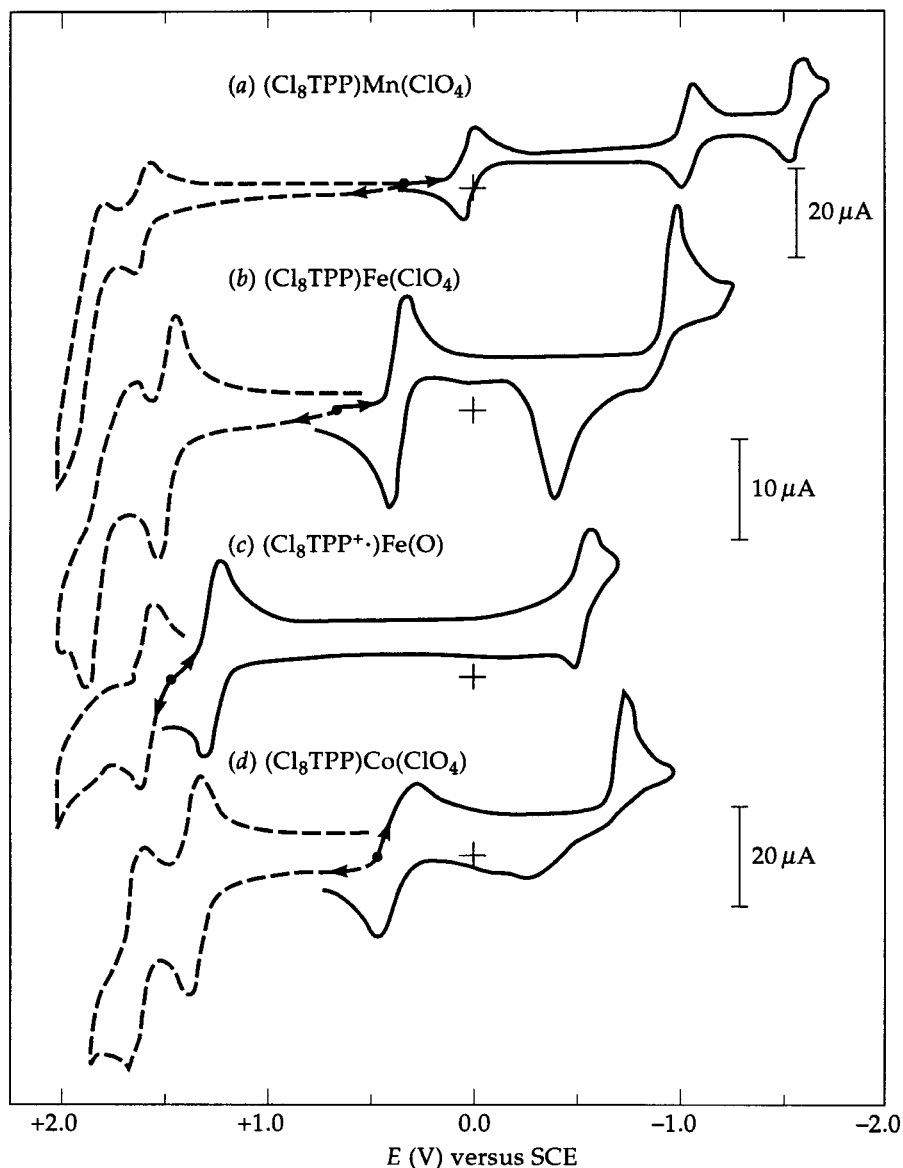 (a) (Cl₈TPP)Mn(ClO₄)
20 μA
(b) (Cl₈TPP)Fe(ClO₄)
10 μA
(c) (Cl₈TPP⁺·)Fe(O)
(d) (Cl₈TPP)Co(ClO₄)
20 μA
+2.0 +1.0 0.0 –1.0 –2.0
E (V) versus SCE